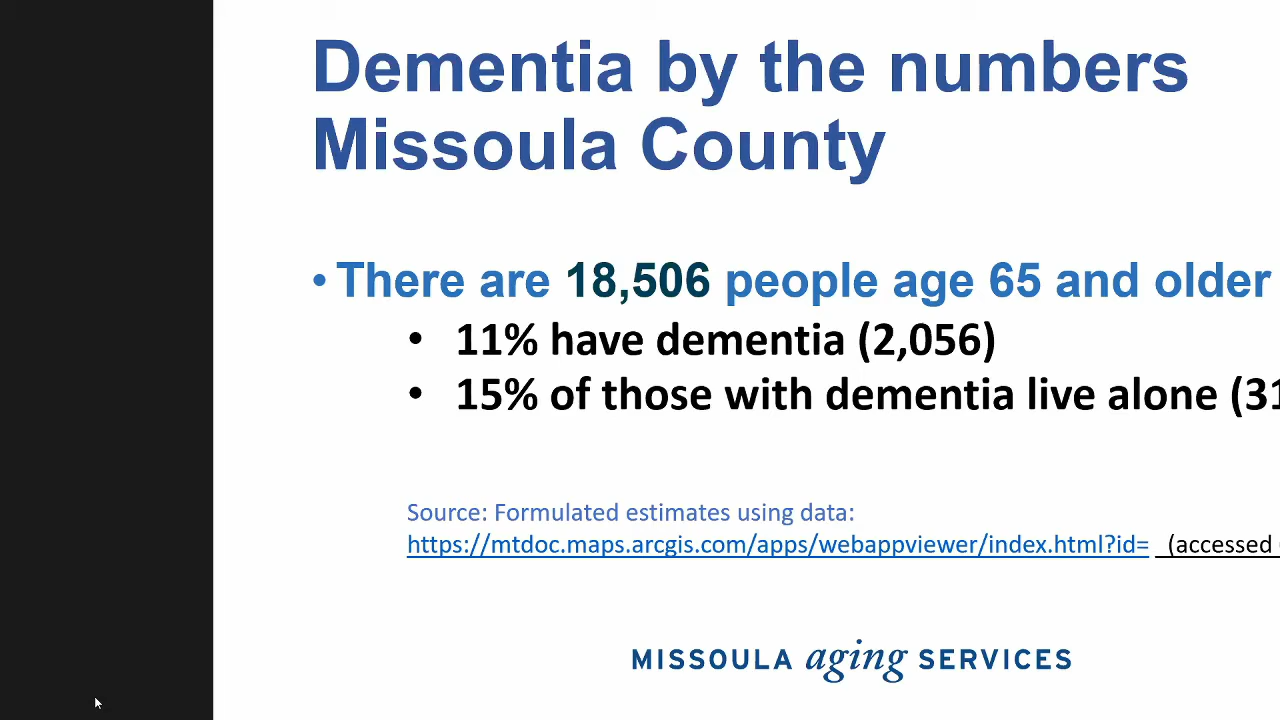 Dementia by the numbers
Missoula County
• There are 18,506 people age 65 and older
• 11% have dementia (2,056)
• 15% of those with dementia live alone (31
Source: Formulated estimates using data:
https://mtdoc.maps.arcgis.com/apps/webappviewer/index.html?id= (accessed
MISSOULA aging SERVICES